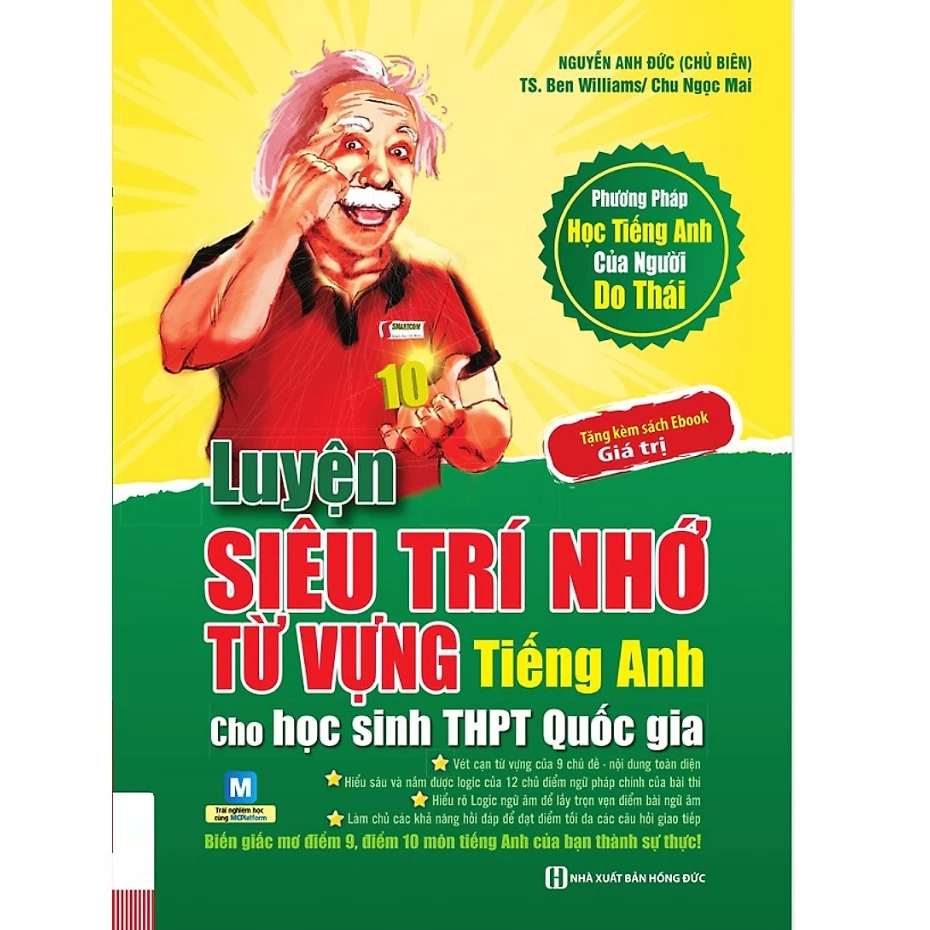 NGUYỄN ANH ĐỨC (CHỦ BIÊN)
TS. Ben Williams/ Chu Ngọc Mai
Phương Pháp
Học Tiếng Anh
Của Người
Do Thái
SMARTCOM
10
Tặng kèm sách Ebook
Giá trị
Luyện
SIÊU TRÍ NHỚ
TỪ VỰNG Tiếng Anh
Cho học sinh THPT Quốc gia
Vét cạn từ vựng của 9 chủ đề - nội dung toàn diện
Hiểu sâu và nắm được logic của 12 chủ điểm ngữ pháp chính của bài thi
Hiểu rõ Logic ngữ âm để lấy trọn vẹn điểm bài ngữ âm
Làm chủ các khả năng hỏi đáp để đạt điểm tối đa các câu hỏi giao tiếp
M
Trải nghiệm học
cùng MCPlatform
Biến giấc mơ điểm 9, điểm 10 môn tiếng Anh của bạn thành sự thực!
H NHÀ XUẤT BẢN HỒNG ĐỨC